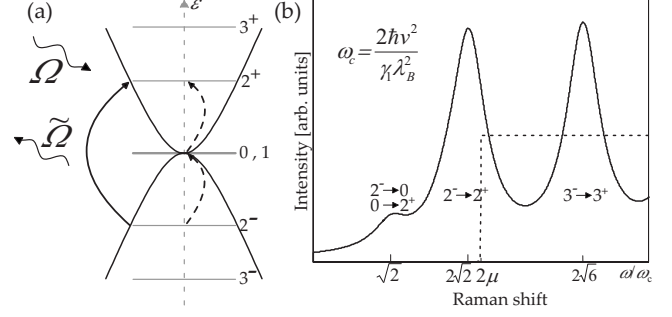 (a)
ε
3⁺
Ω
2⁺
Ω̃
0, 1
2⁻
3⁻
(b)
Intensity [arb. units]
ω_c = 2ħv² / γ₁λ_B²
2⁻→0
0→2⁺
2⁻→2⁺
3⁻→3⁺
√2
2√2
2μ
2√6
ω/ω_c
Raman shift